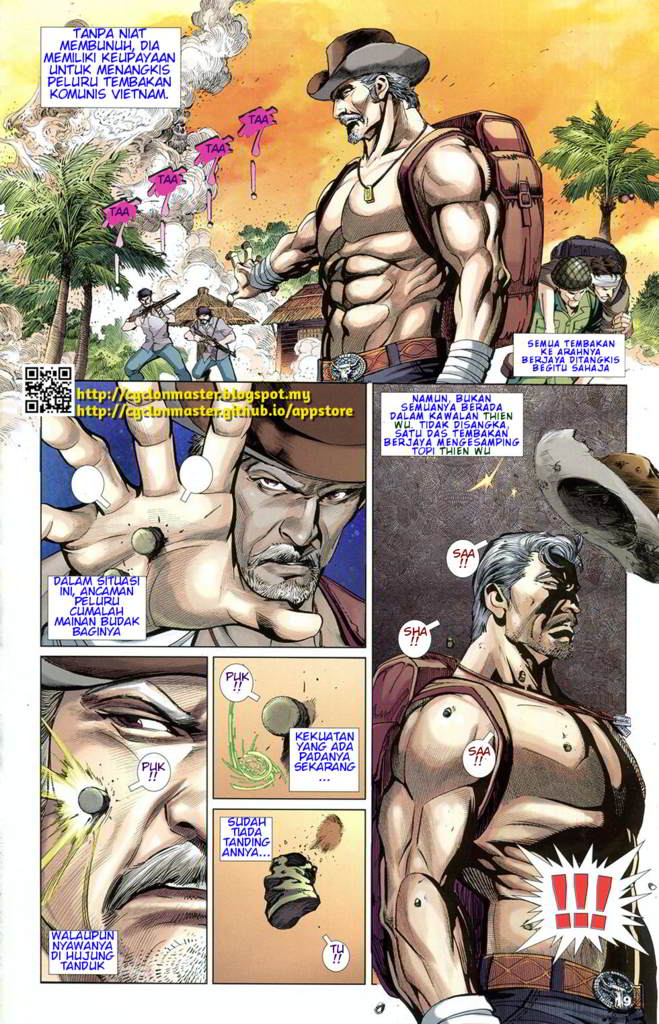 TANPA NIAT
MEMBUNUH, DIA
MEMILIKI KEUPAYAAN
UNTUK MENANGKIS
PELURU TEMBAKAN
KOMUNIS VIETNAM.
TAA
TAA
TAA
TAA
SEMUA TEMBAKAN
KE ARAHNYA
BERJAYA DITANGKIS
BEGITU SAHAJA
http://cyclonmaster.blogspot.my
http://cyclonmaster.github.io/appstore
DALAM SITUASI
INI, ANCAMAN
PELURU
CUMALAH
MAINAN BUDAK
BAGINYA
NAMUN, BUKAN
SEMUANYA BERADA
DALAM KAWALAN THIEN
WU. TIDAK DISANGKA,
SATU DAS TEMBAKAN
BERJAYA MENGESAMPING
TOPI THIEN WU
SAA
!!
SHA
!!
SAA
!!
PUK
!!
WALAUPUN
NYAWANYA
DI HUJUNG
TANDUK
PUK
!!
KEKUATAN
YANG ADA
PADANYA
SEKARANG
...
SUDAH
TIADA
TANDING
ANNYA...
TU
!!
!!!
19